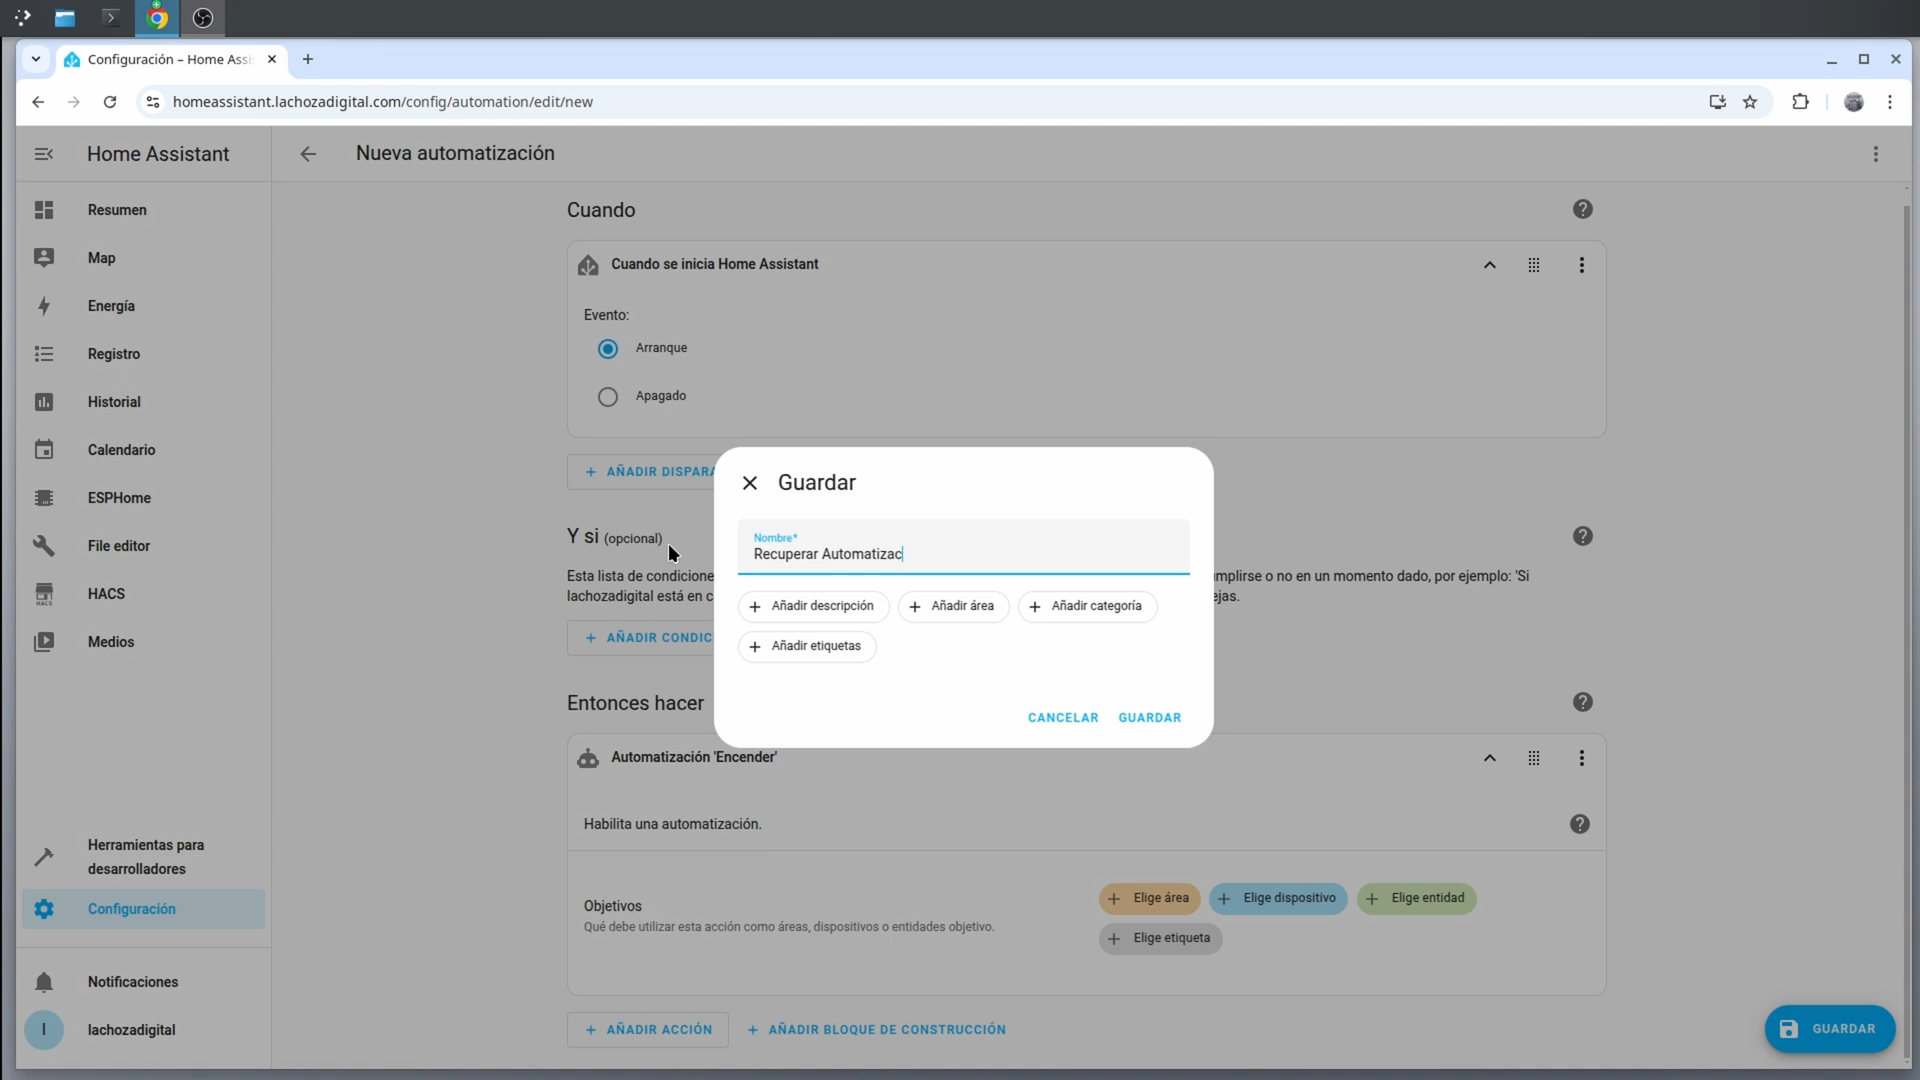 Configuración – Home Assi
homeassistant.lachozadigital.com/config/automation/edit/new
Home Assistant
Nueva automatización
Resumen
Map
Energía
Registro
Historial
Calendario
ESPHome
File editor
HACS
HACS
Medios
Herramientas para
desarrolladores
Configuración
Notificaciones
l
lachozadigital
Cuando
Cuando se inicia Home Assistant
Evento:
Arranque
Apagado
+ AÑADIR DISPARA
Y si (opcional)
Esta lista de condicione
mplirse o no en un momento dado, por ejemplo: 'Si
lachozadigital está en c
ejas.
+ AÑADIR CONDIC
Guardar
Nombre*
Recuperar Automatizac
+ Añadir descripción
+ Añadir área
+ Añadir categoría
+ Añadir etiquetas
CANCELAR
GUARDAR
Entonces hacer
Automatización 'Encender'
Habilita una automatización.
Objetivos
Qué debe utilizar esta acción como áreas, dispositivos o entidades objetivo.
+ Elige área
+ Elige dispositivo
+ Elige entidad
+ Elige etiqueta
+ AÑADIR ACCIÓN
+ AÑADIR BLOQUE DE CONSTRUCCIÓN
GUARDAR